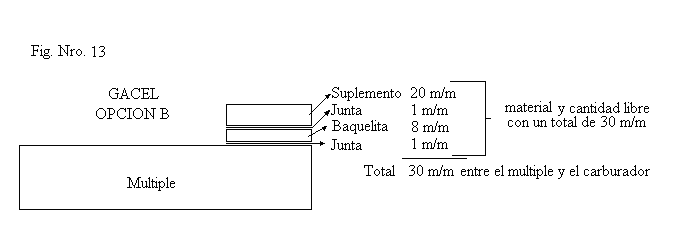 Fig. Nro. 13
GACEL
OPCION B
Suplemento 20 m/m
Junta 1 m/m
Baquelita 8 m/m
Junta 1 m/m
material y cantidad libre
con un total de 30 m/m
Total 30 m/m entre el multiple y el carburador
Multiple